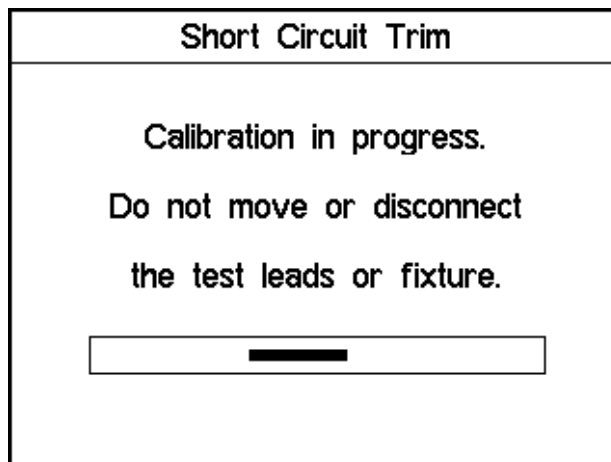 Short Circuit Trim
Calibration in progress.
Do not move or disconnect
the test leads or fixture.